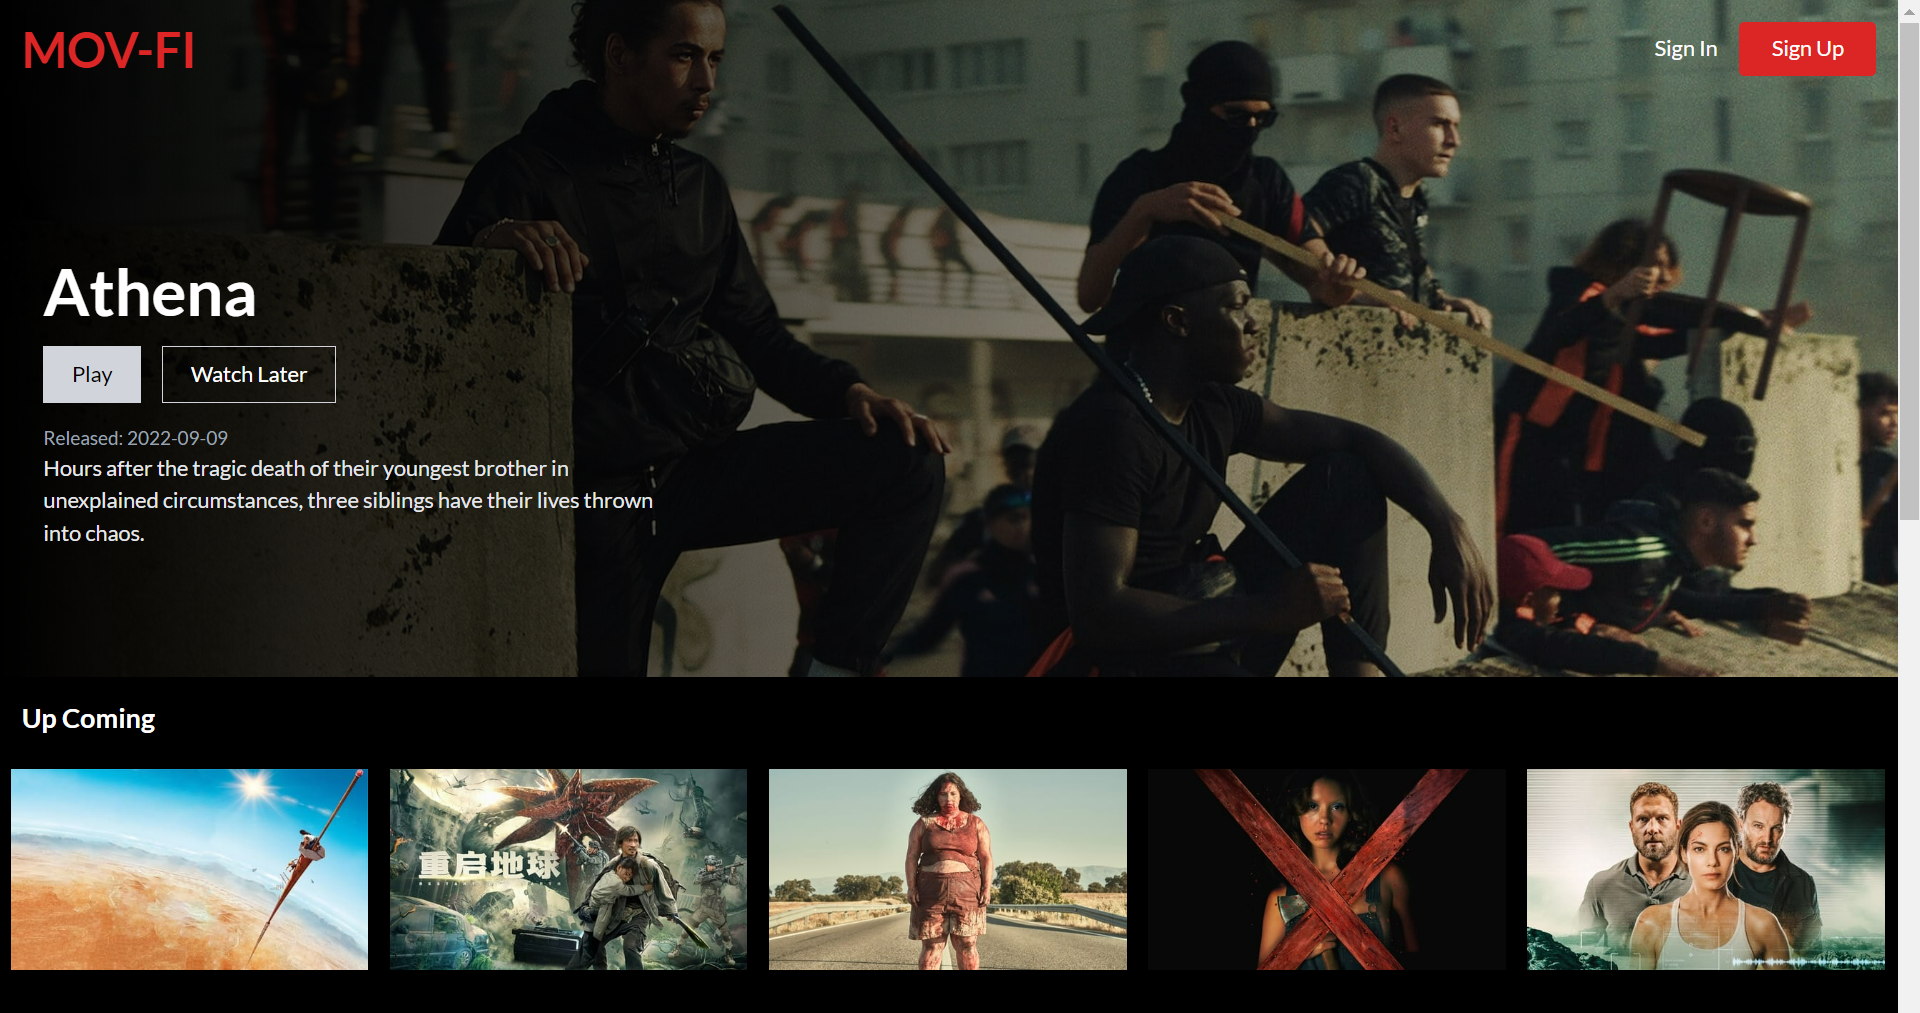 MOV-FI
Sign In
Sign Up
Athena
Play
Watch Later
Released: 2022-09-09
Hours after the tragic death of their youngest brother in
unexplained circumstances, three siblings have their lives thrown
into chaos.
Up Coming
重启地球